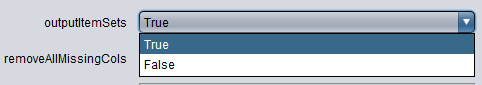 outputItemSets True
True
removeAllMissingCols False